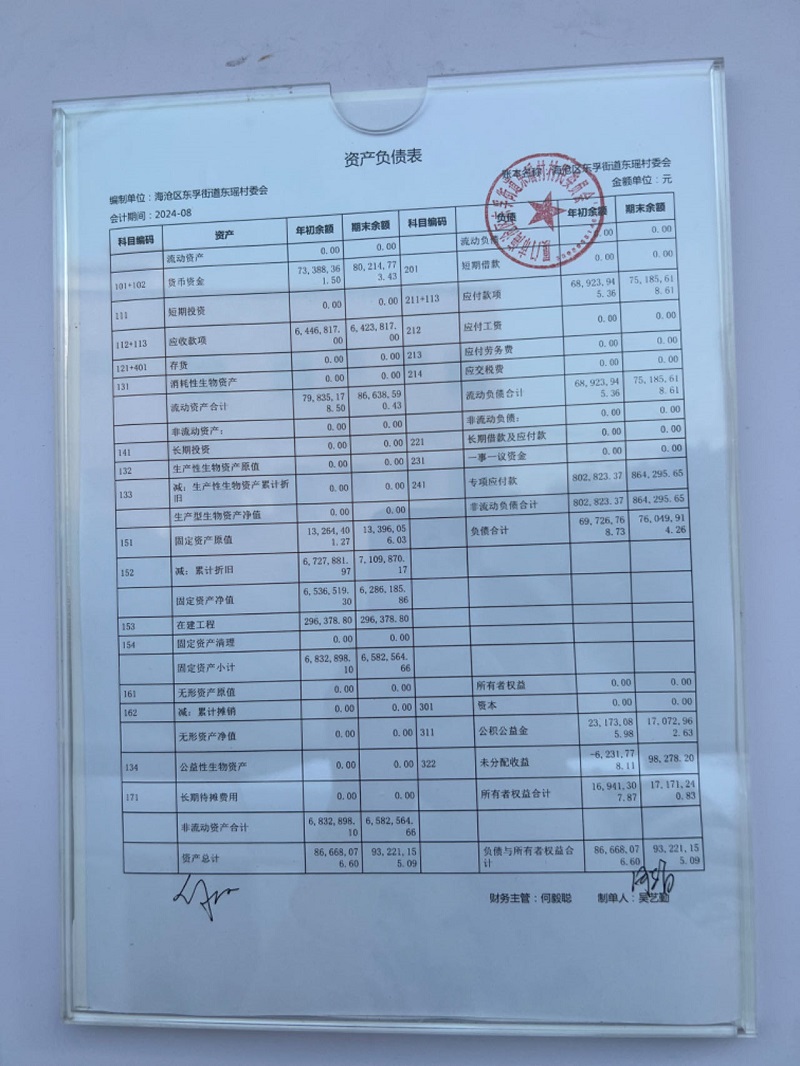 资产负债表
编制单位：海沧区东孚街道东瑶村委会 账本名称：海沧区东孚街道东瑶村委会
会计期间：2024-08 金额单位：元
科目编码 资产 年初余额 期末余额 科目编码 负债 年初余额 期末余额
流动资产 0.00 0.00 流动负债 0.00
101+102 货币资金 73,388,361.50 80,214,773.43 201 短期借款 0.00 0.00
111 短期投资 0.00 0.00 211+113 应付款项 68,923,945.36 75,185,618.61
112+113 应收款项 6,446,817.00 6,423,817.00 212 应付工资 0.00 0.00
121+401 存货 0.00 0.00 213 应付劳务费 0.00 0.00
131 消耗性生物资产 0.00 0.00 214 应交税费 0.00 0.00
流动资产合计 79,835,178.50 86,638,590.43 流动负债合计 68,923,945.36 75,185,618.61
非流动资产： 0.00 0.00 非流动负债： 0.00 0.00
141 长期投资 0.00 0.00 221 长期借款及应付款 0.00 0.00
132 生产性生物资产原值 0.00 0.00 231 一事一议资金 0.00 0.00
133 减：生产性生物资产累计折旧 0.00 0.00 241 专项应付款 802,823.37 864,295.65
生产型生物资产净值 0.00 0.00 非流动负债合计 802,823.37 864,295.65
151 固定资产原值 13,264,401.27 13,396,056.03 负债合计 69,726,768.73 76,049,914.26
152 减：累计折旧 6,727,881.97 7,109,870.17
固定资产净值 6,536,519.30 6,286,185.86
153 在建工程 296,378.80 296,378.80
154 固定资产清理 0.00 0.00
固定资产小计 6,832,898.10 6,582,564.66
161 无形资产原值 0.00 0.00 所有者权益 0.00 0.00
162 减：累计摊销 0.00 0.00 301 资本 0.00 0.00
无形资产净值 0.00 0.00 311 公积公益金 23,173,085.98 17,072,962.63
134 公益性生物资产 0.00 0.00 322 未分配收益 -6,231,778.11 98,278.20
171 长期待摊费用 0.00 0.00 所有者权益合计 16,941,307.87 17,171,240.83
非流动资产合计 6,832,898.10 6,582,564.66
资产总计 86,668,076.60 93,221,155.09 负债与所有者权益合计 86,668,076.60 93,221,155.09
财务主管：何毅聪 制单人：吴艺勤